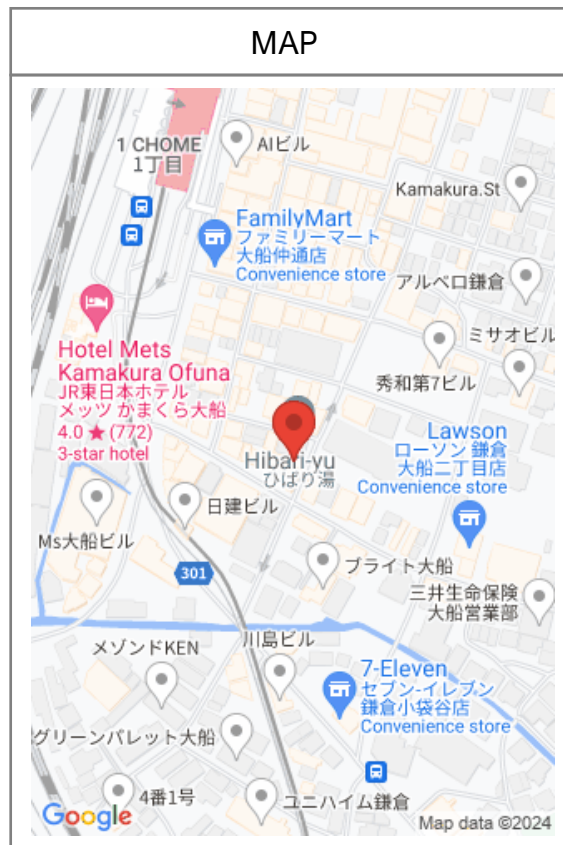 MAP
1 CHOME
1丁目
AIビル
Kamakura.St
FamilyMart
ファミリーマート
大船仲通店
Convenience store
アルベロ鎌倉
ミサオビル
Hotel Mets
Kamakura Ofuna
JR東日本ホテル
メッツ かまくら大船
4.0 ★ (772)
3-star hotel
秀和第7ビル
Lawson
ローソン 鎌倉
大船二丁目店
Convenience store
Hibari-yu
ひばり湯
日建ビル
Ms大船ビル
301
ブライト大船
三井生命保険
大船営業部
川島ビル
メゾンドKEN
7-Eleven
セブン-イレブン
鎌倉小袋谷店
Convenience store
グリーンパレット大船
4番1号
ユニハイム鎌倉
Google
Map data ©2024